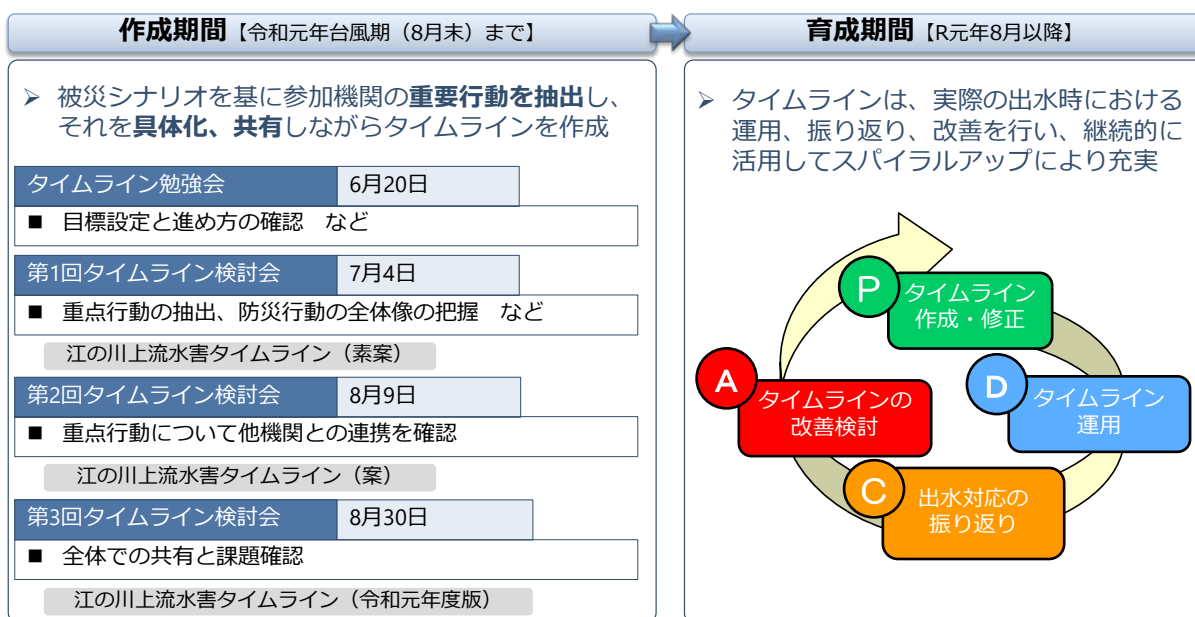 作成期間【令和元年台風期（8月末）まで】
➢ 被災シナリオを基に参加機関の重要行動を抽出し、
それを具体化、共有しながらタイムラインを作成
タイムライン勉強会 6月20日
■ 目標設定と進め方の確認　など
第1回タイムライン検討会 7月4日
■ 重点行動の抽出、防災行動の全体像の把握　など
江の川上流水害タイムライン（素案）
第2回タイムライン検討会 8月9日
■ 重点行動について他機関との連携を確認
江の川上流水害タイムライン（案）
第3回タイムライン検討会 8月30日
■ 全体での共有と課題確認
江の川上流水害タイムライン（令和元年度版）
育成期間【R元年8月以降】
➢ タイムラインは、実際の出水時における
運用、振り返り、改善を行い、継続的に
活用してスパイラルアップにより充実
P
タイムライン
作成・修正
D
タイムライン
運用
C
出水対応の
振り返り
A
タイムラインの
改善検討